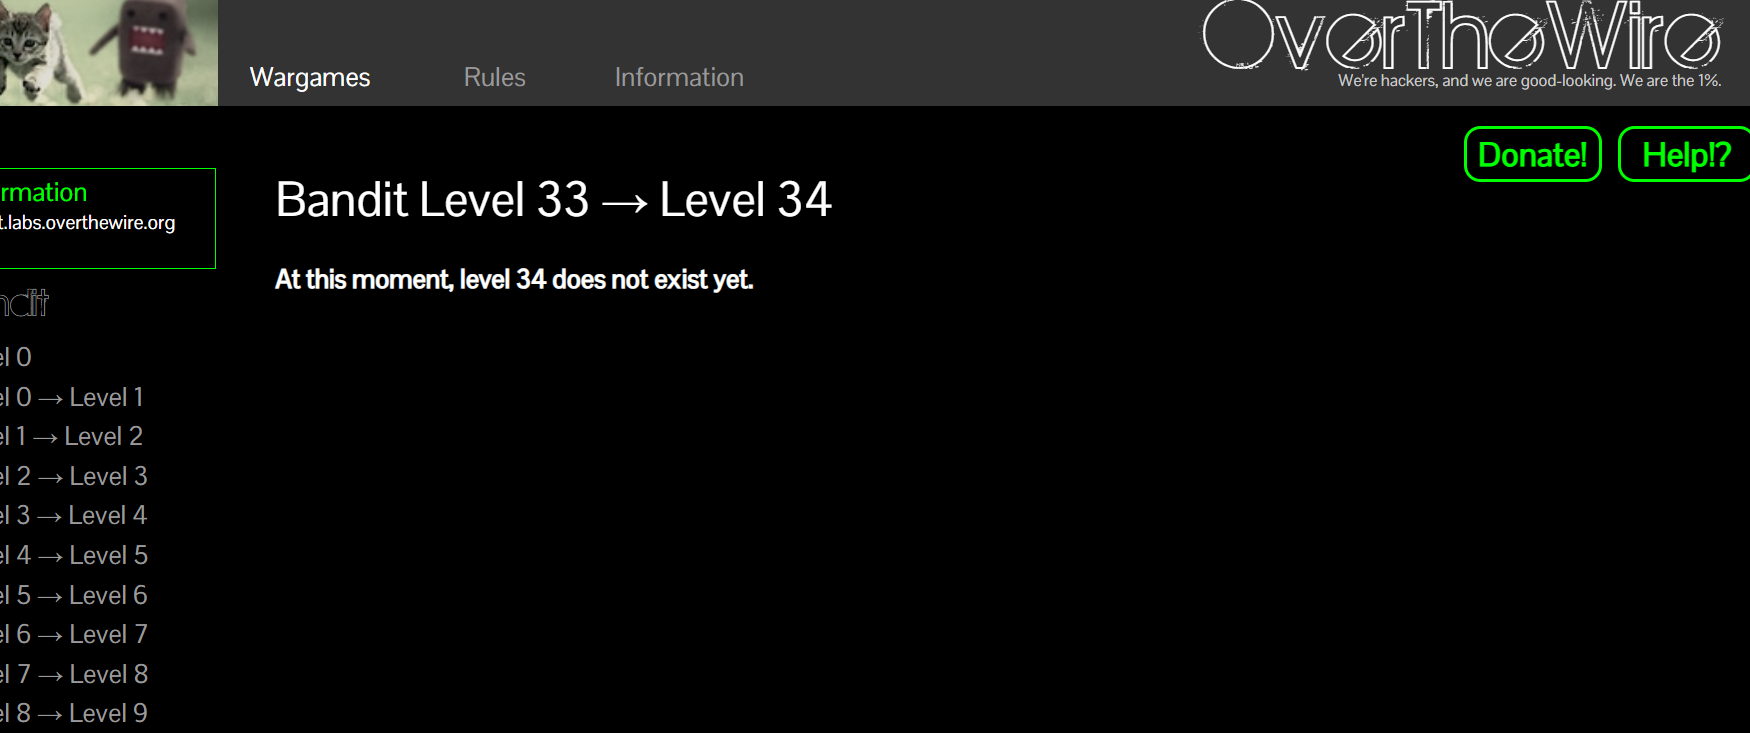 OverTheWire
We're hackers, and we are good-looking. We are the 1%.
Wargames
Rules
Information
Donate!
Help!?
rmation
t.labs.overthewire.org
Bandit Level 33 → Level 34
At this moment, level 34 does not exist yet.
ndit
el 0
el 0 → Level 1
el 1 → Level 2
el 2 → Level 3
el 3 → Level 4
el 4 → Level 5
el 5 → Level 6
el 6 → Level 7
el 7 → Level 8
el 8 → Level 9